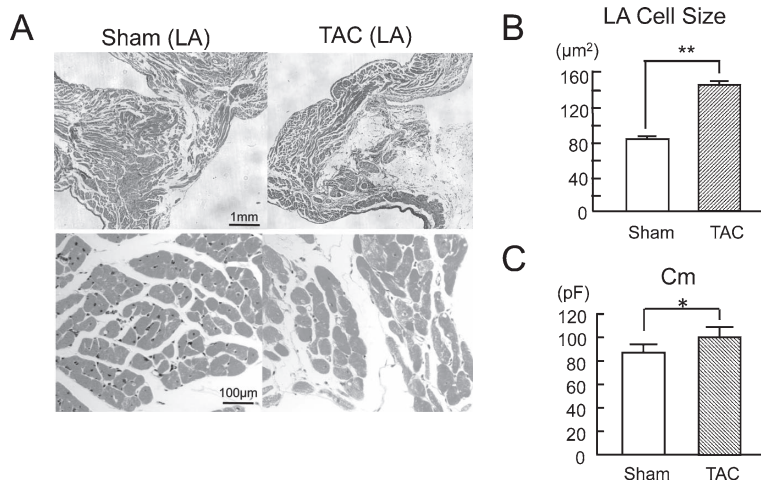 A
Sham (LA)
TAC (LA)
1mm
100µm
B
LA Cell Size
(µm²)
**
160
120
80
40
0
Sham TAC
C
Cm
(pF)
*
120
100
80
60
40
20
0
Sham TAC